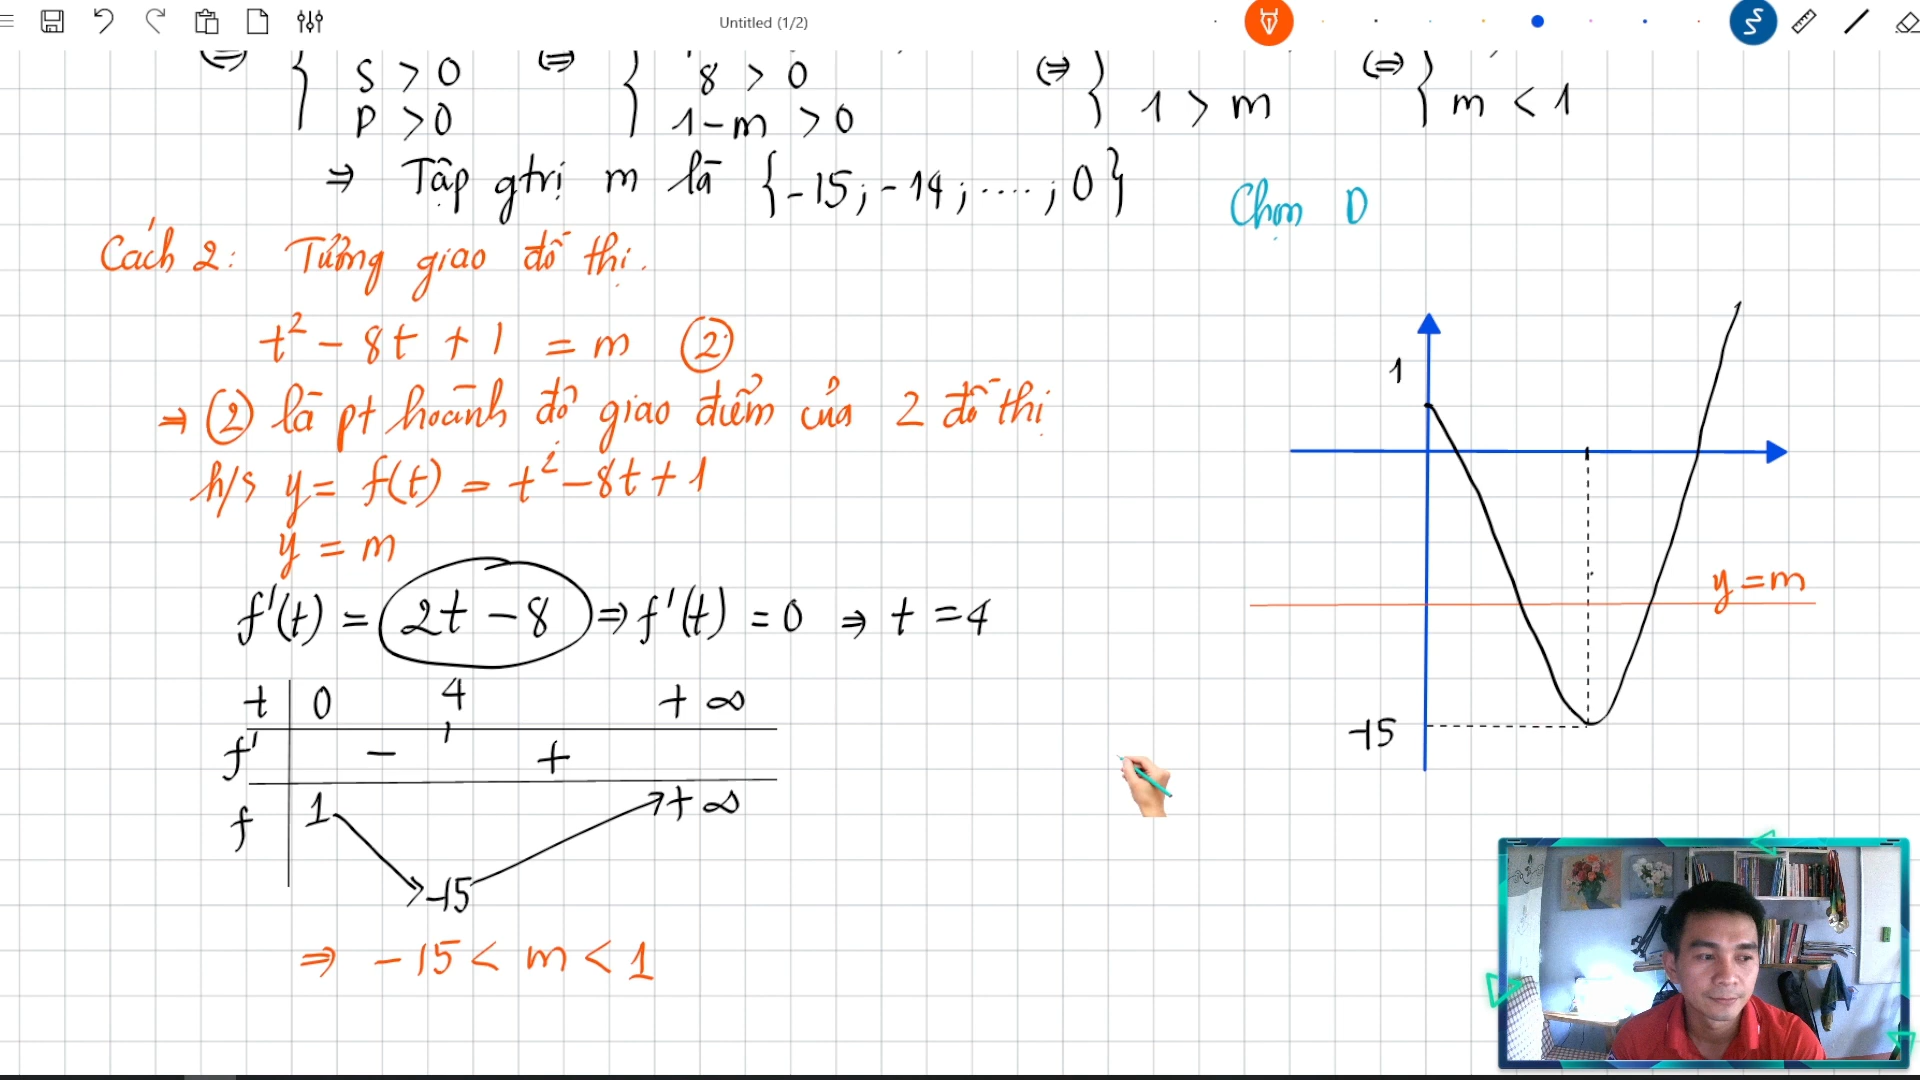 Untitled (1/2)
(=) { S > 0 (=) { 8 > 0 (=) { 1 > m (=) { m < 1
P > 0 1 - m > 0
⇒ Tập gtrị m là {-15; -14; ....; 0}
Chọn D
Cách 2: Tương giao đồ thị.
t² - 8t + 1 = m (2)
⇒ (2) là pt hoành độ giao điểm của 2 đồ thị
h/s y = f(t) = t² - 8t + 1
y = m
f'(t) = 2t - 8 ⇒ f'(t) = 0 ⇒ t = 4
t 0 4 + ∞
f' - +
f 1 + ∞
-15
⇒ -15 < m < 1
1
y = m
-15